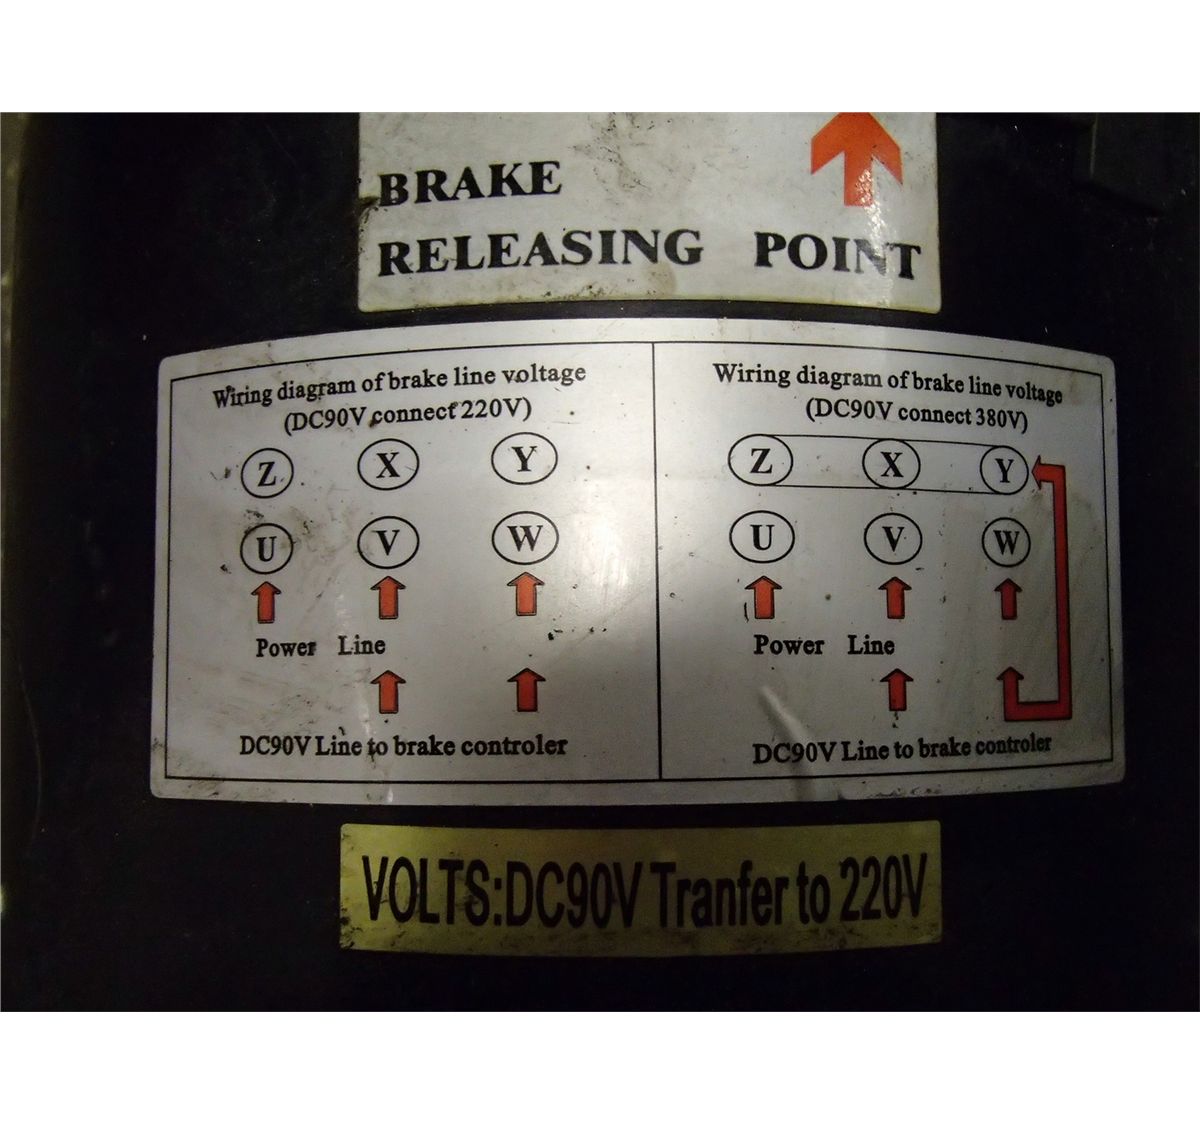 BRAKE
RELEASING POINT
Wiring diagram of brake line voltage
(DC90V connect 220V)
Z X Y
U V W
Power Line
DC90V Line to brake controler
Wiring diagram of brake line voltage
(DC90V connect 380V)
Z X Y
U V W
Power Line
DC90V Line to brake controler
VOLTS:DC90V Tranfer to 220V